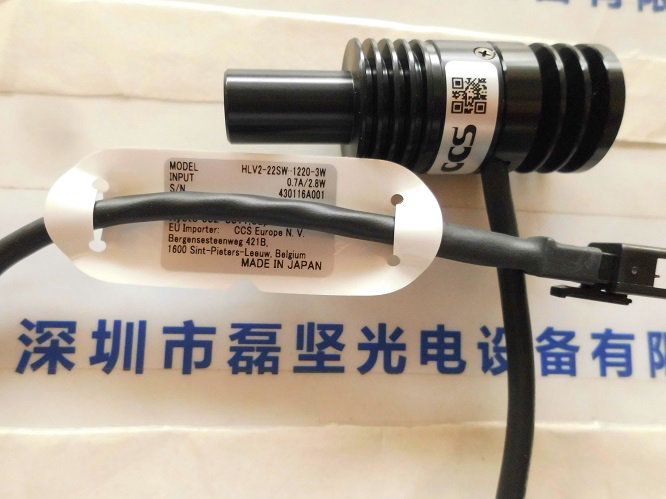 CCS
MODEL HLV2-22SW-1220-3W
INPUT 0.7A/2.8W
S/N 430116A001
EU Importer: CCS Europe N. V.
Bergensesteenweg 421B,
1600 Sint-Pieters-Leeuw, Belgium
MADE IN JAPAN
深圳市磊坚光电设备有限